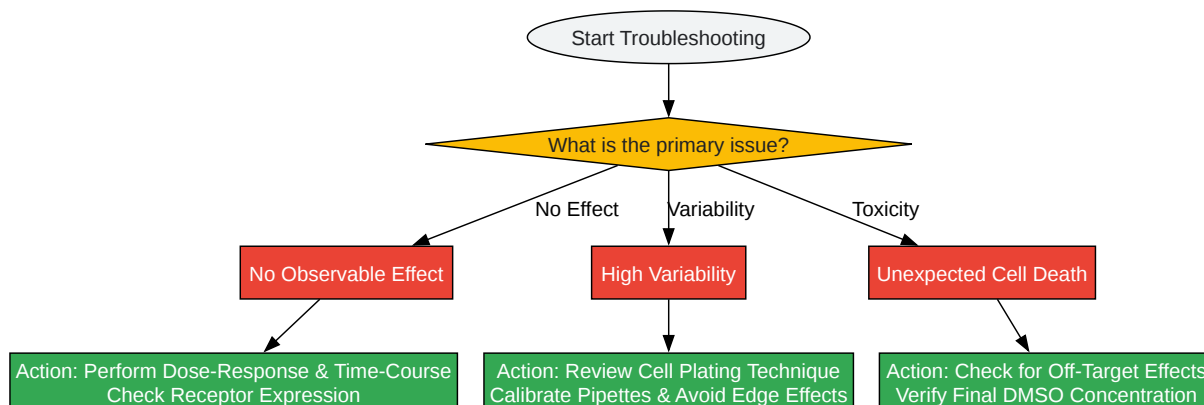 Start Troubleshooting
What is the primary issue?
No Effect
Variability
Toxicity
No Observable Effect
High Variability
Unexpected Cell Death
Action: Perform Dose-Response & Time-Course
Check Receptor Expression
Action: Review Cell Plating Technique
Calibrate Pipettes & Avoid Edge Effects
Action: Check for Off-Target Effects
Verify Final DMSO Concentration